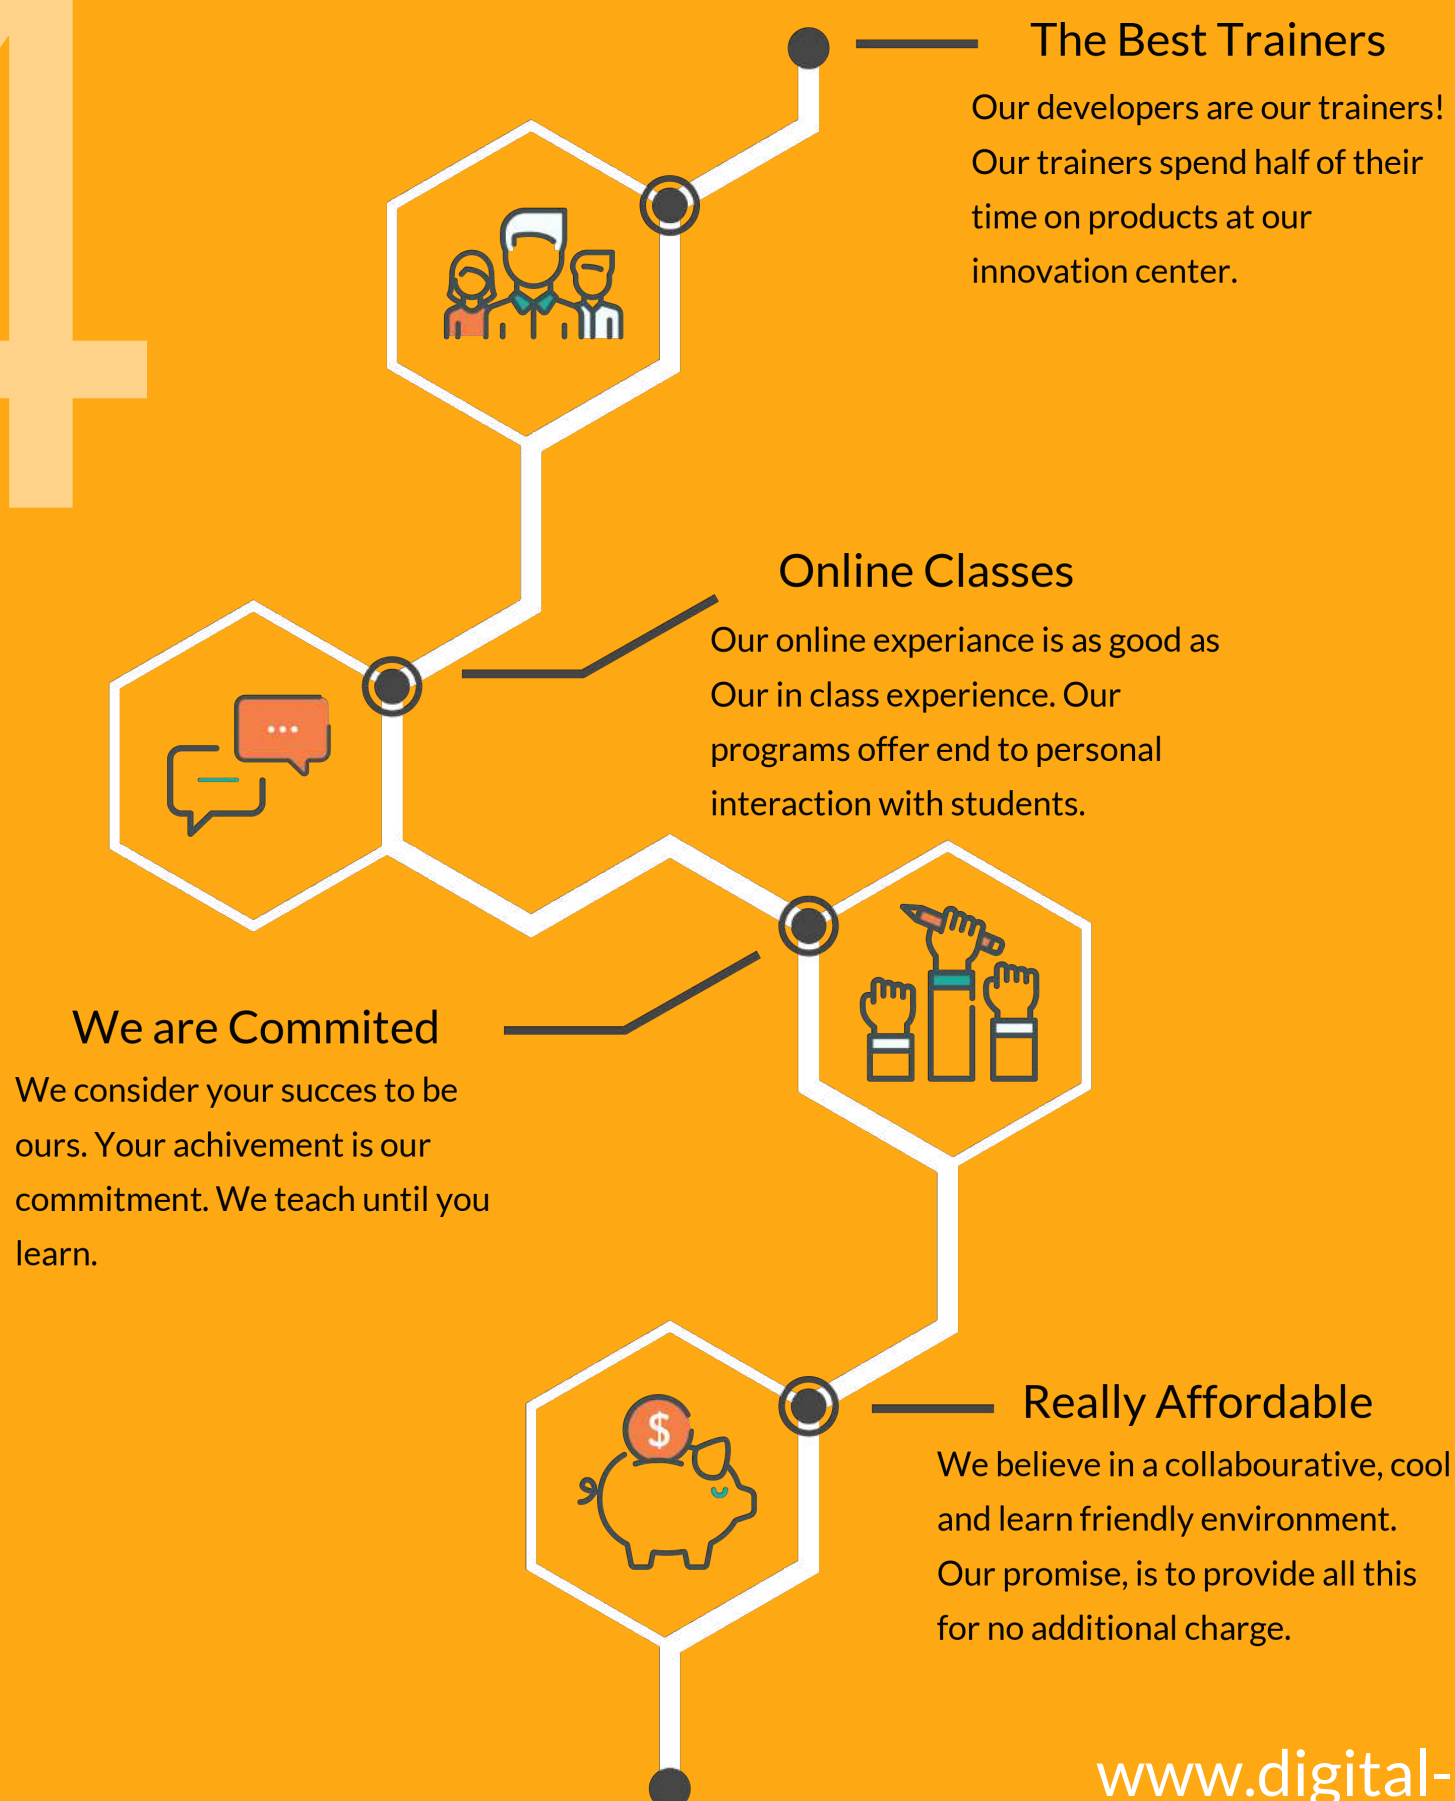 4
The Best Trainers
Our developers are our trainers!
Our trainers spend half of their
time on products at our
innovation center.
Online Classes
Our online experiance is as good as
Our in class experience. Our
programs offer end to personal
interaction with students.
We are Commited
We consider your succes to be
ours. Your achivement is our
commitment. We teach until you
learn.
$
Really Affordable
We believe in a collabourative, cool
and learn friendly environment.
Our promise, is to provide all this
for no additional charge.
www.digital-